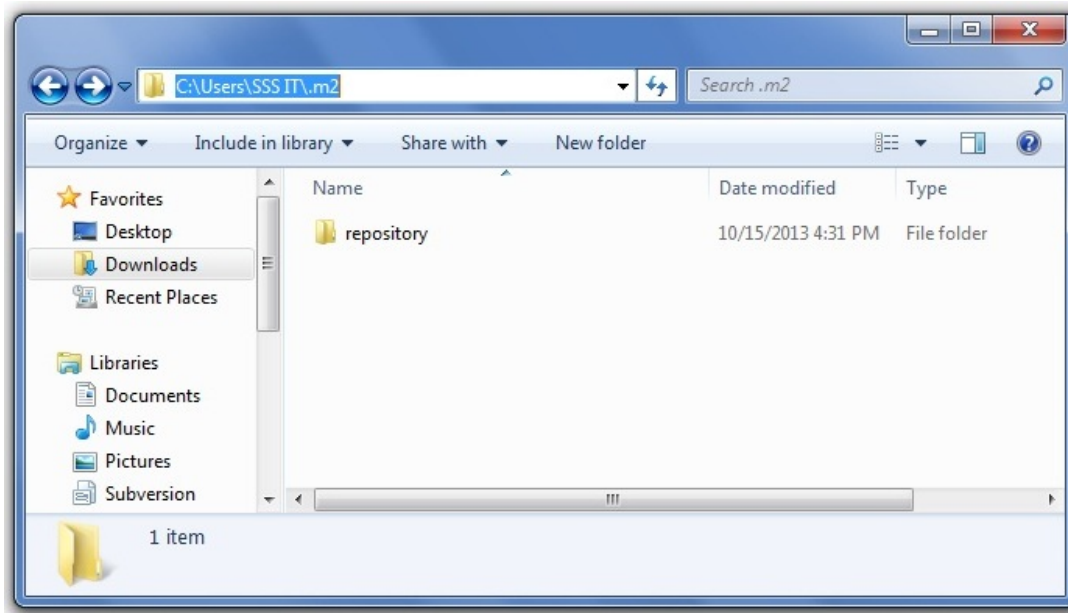 C:\Users\SSS IT\.m2
Search .m2
Organize
Include in library
Share with
New folder
Favorites
Desktop
Downloads
Recent Places
Libraries
Documents
Music
Pictures
Subversion
Name
Date modified
Type
repository
10/15/2013 4:31 PM
File folder
1 item